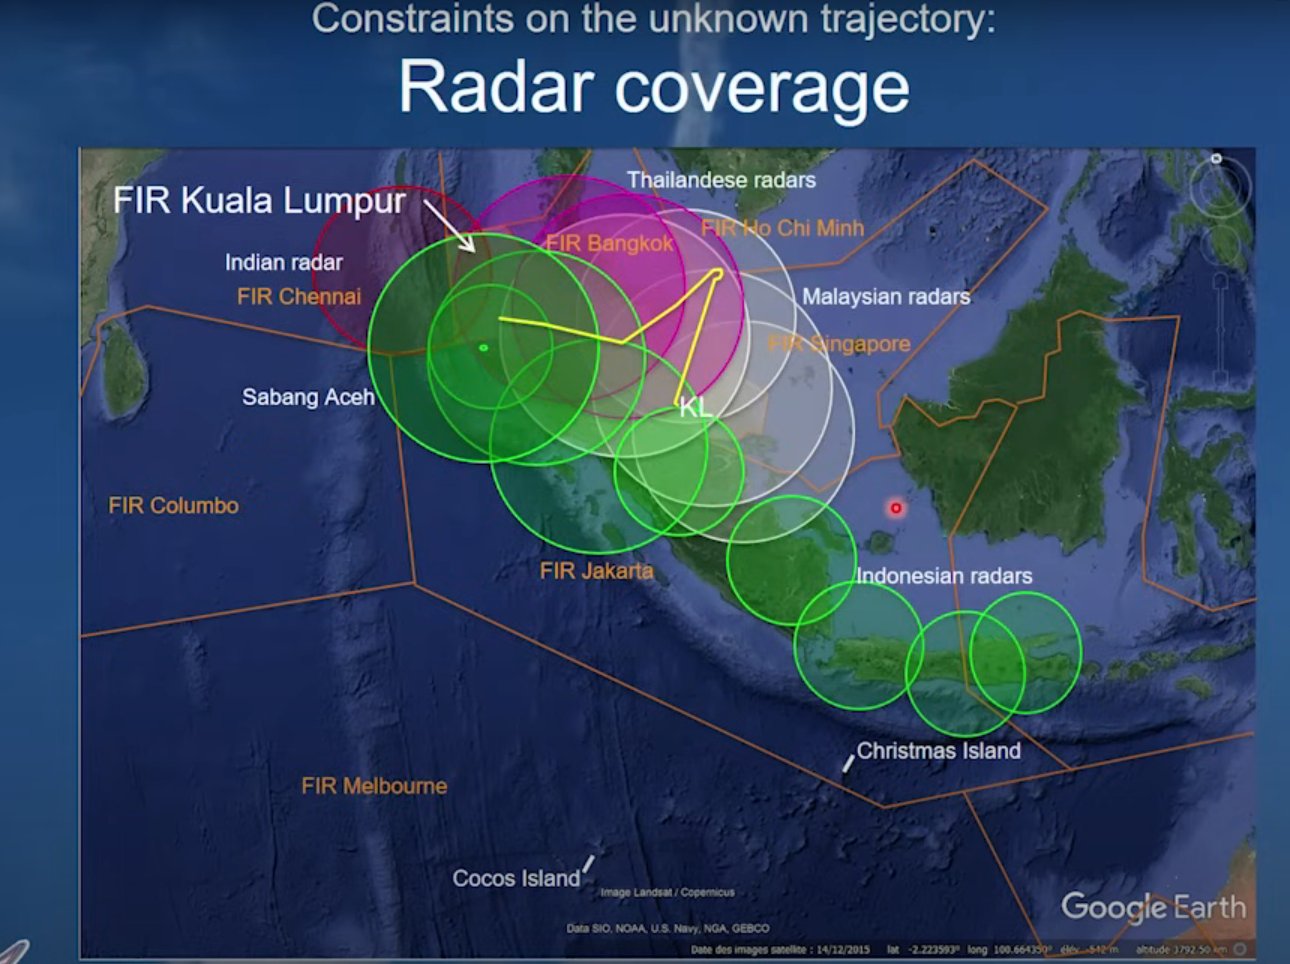 Constraints on the unknown trajectory:
Radar coverage
FIR Kuala Lumpur
Thailandese radars
FIR Ho Chi Minh
FIR Bangkok
Indian radar
FIR Chennai
Malaysian radars
FIR Singapore
Sabang Aceh
KL
FIR Columbo
FIR Jakarta
Indonesian radars
Christmas Island
FIR Melbourne
Cocos Island
Image Landsat / Copernicus
Google Earth
Data SIO, NOAA, U.S. Navy, NGA, GEBCO
Date des images satellite : 14/12/2015 lat -2.223593° long 100.664350° élév. -542 m altitude 3792.50 km